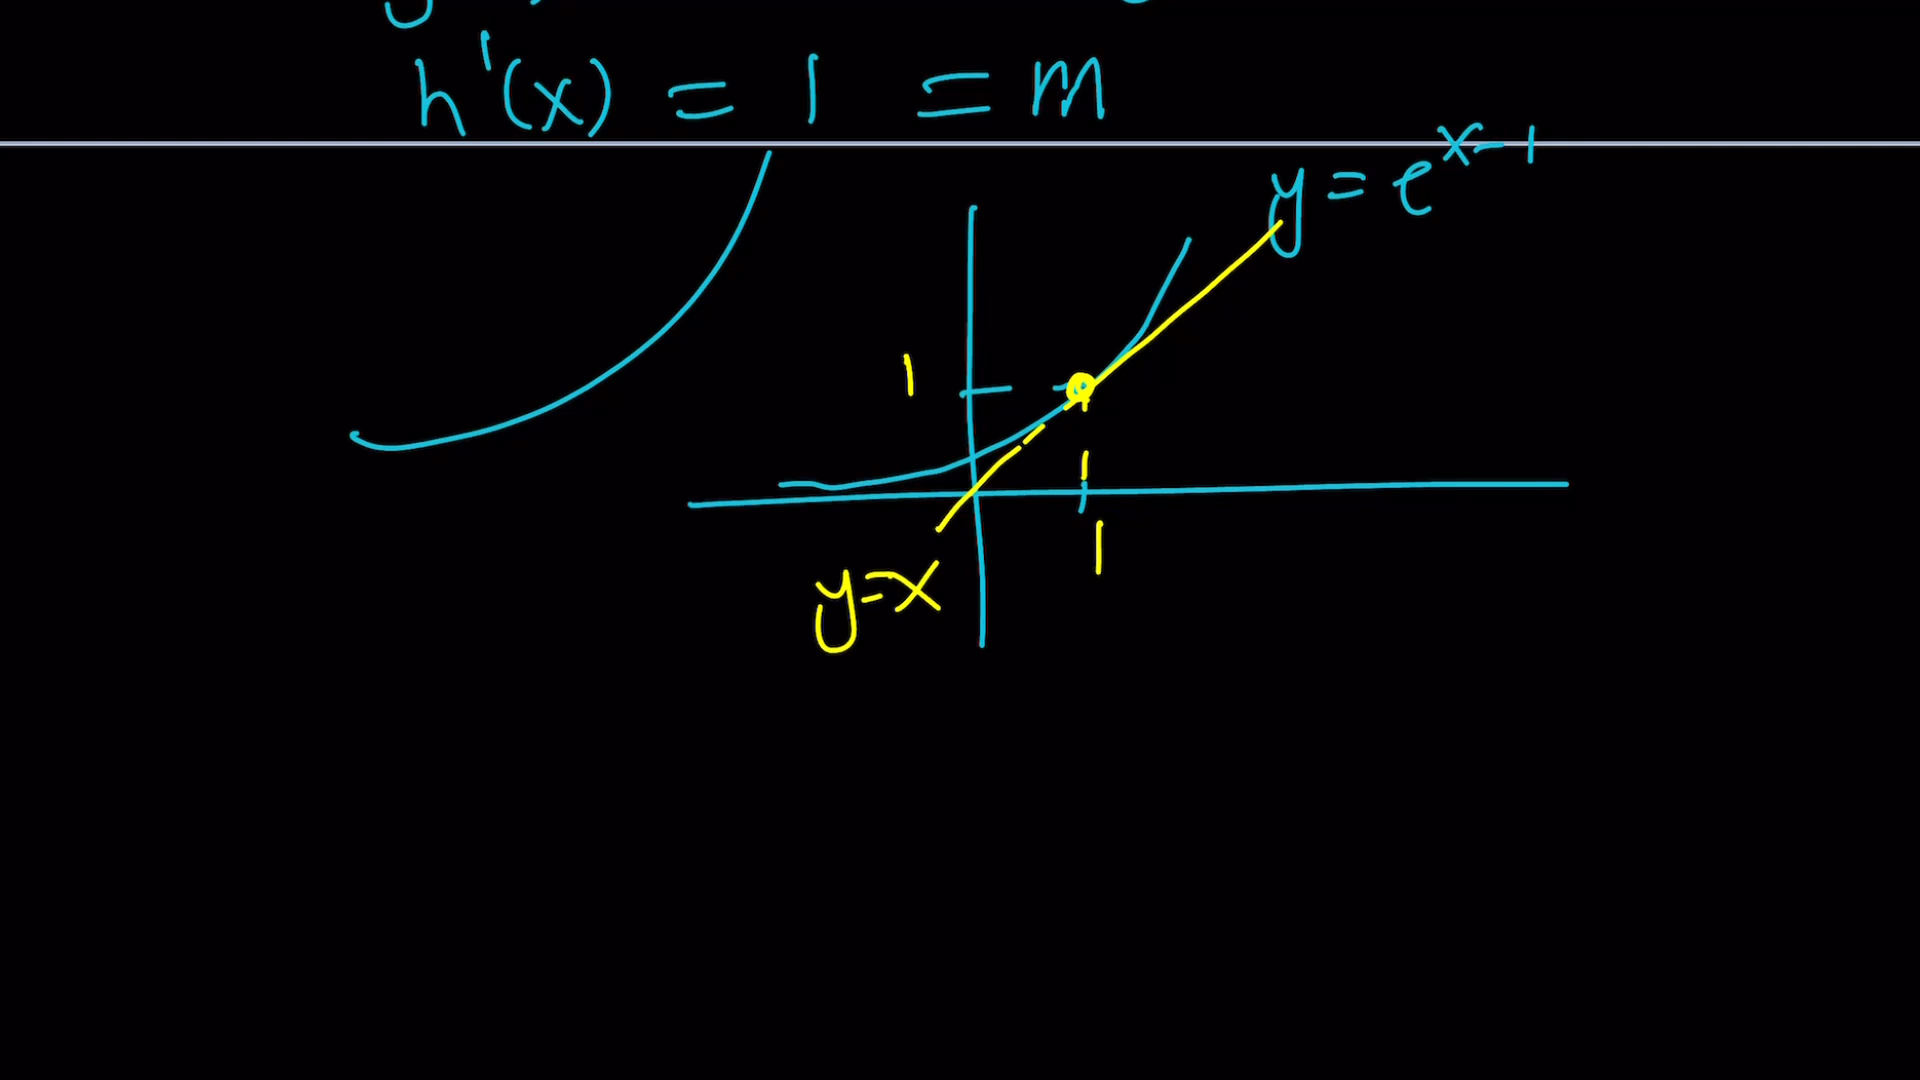 h'(x) = 1 = m
y = e^{x-1}
1
1
y=x